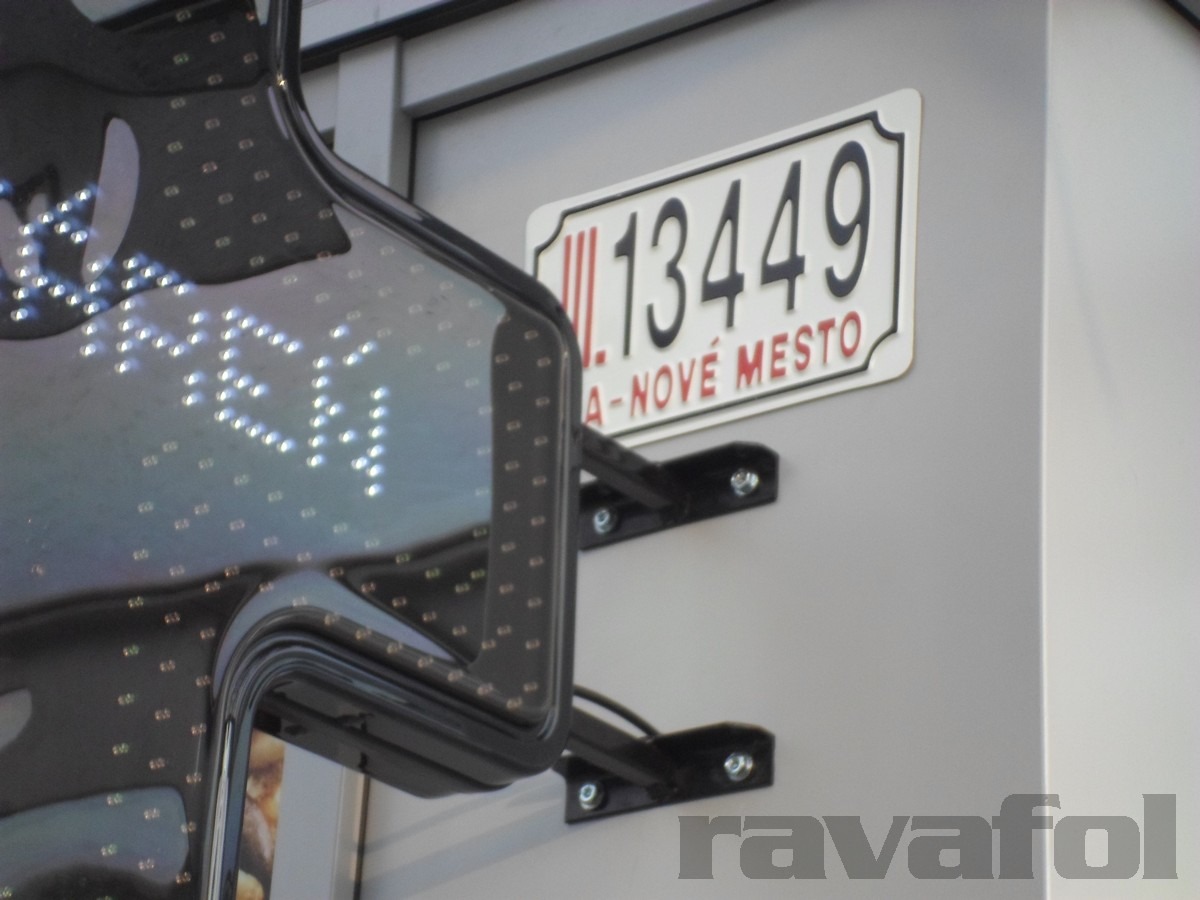 III. 13449
A-NOVÉ MESTO
ravafol